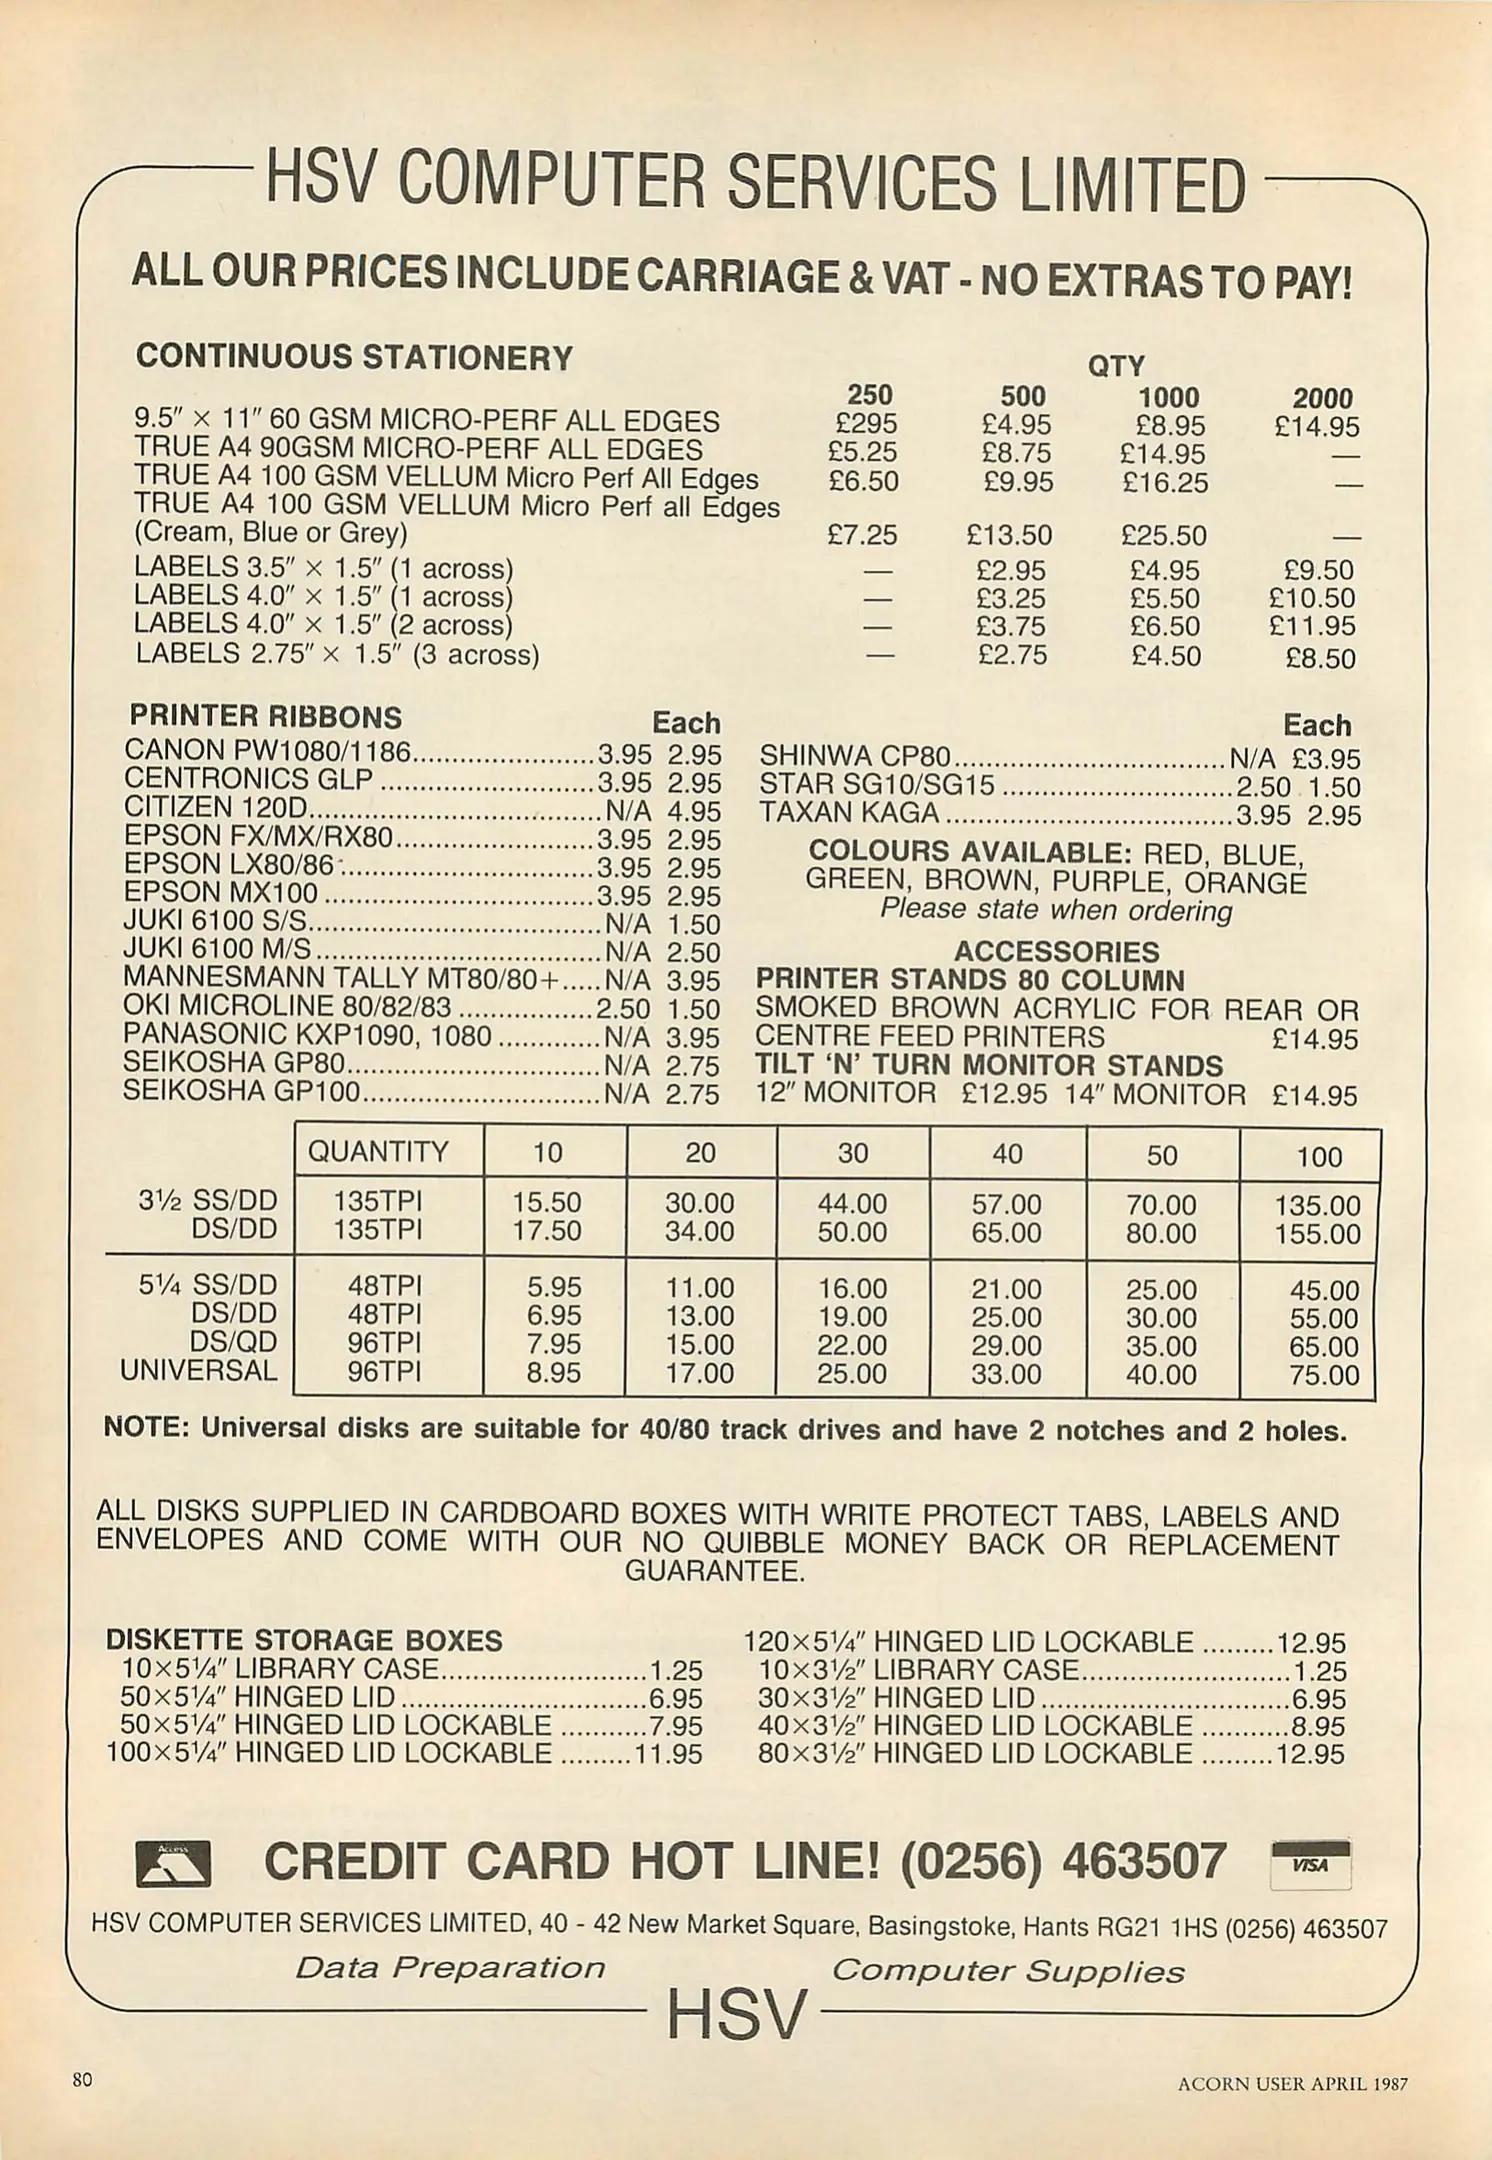 HSV COMPUTER SERVICES LIMITED
ALL OUR PRICES INCLUDE CARRIAGE & VAT - NO EXTRAS TO PAY!
CONTINUOUS STATIONERY QTY
250 500 1000 2000
9.5" × 11" 60 GSM MICRO-PERF ALL EDGES £295 £4.95 £8.95 £14.95
TRUE A4 90GSM MICRO-PERF ALL EDGES £5.25 £8.75 £14.95 —
TRUE A4 100 GSM VELLUM Micro Perf All Edges £6.50 £9.95 £16.25 —
TRUE A4 100 GSM VELLUM Micro Perf all Edges
(Cream, Blue or Grey) £7.25 £13.50 £25.50 —
LABELS 3.5" × 1.5" (1 across) — £2.95 £4.95 £9.50
LABELS 4.0" × 1.5" (1 across) — £3.25 £5.50 £10.50
LABELS 4.0" × 1.5" (2 across) — £3.75 £6.50 £11.95
LABELS 2.75" × 1.5" (3 across) — £2.75 £4.50 £8.50
PRINTER RIBBONS Each
CANON PW1080/1186....................... 3.95 2.95
CENTRONICS GLP ........................... 3.95 2.95
CITIZEN 120D..................................... N/A 4.95
EPSON FX/MX/RX80......................... 3.95 2.95
EPSON LX80/86................................ 3.95 2.95
EPSON MX100 .................................. 3.95 2.95
JUKI 6100 S/S..................................... N/A 1.50
JUKI 6100 M/S.................................... N/A 2.50
MANNESMANN TALLY MT80/80+..... N/A 3.95
OKI MICROLINE 80/82/83 ................. 2.50 1.50
PANASONIC KXP1090, 1080 ............. N/A 3.95
SEIKOSHA GP80................................ N/A 2.75
SEIKOSHA GP100.............................. N/A 2.75
Each
SHINWA CP80.................................. N/A £3.95
STAR SG10/SG15 ............................. 2.50 1.50
TAXAN KAGA .................................... 3.95 2.95
COLOURS AVAILABLE: RED, BLUE,
GREEN, BROWN, PURPLE, ORANGE
Please state when ordering
ACCESSORIES
PRINTER STANDS 80 COLUMN
SMOKED BROWN ACRYLIC FOR REAR OR
CENTRE FEED PRINTERS £14.95
TILT 'N' TURN MONITOR STANDS
12" MONITOR £12.95 14" MONITOR £14.95
QUANTITY 10 20 30 40 50 100
3½ SS/DD 135TPI 15.50 30.00 44.00 57.00 70.00 135.00
DS/DD 135TPI 17.50 34.00 50.00 65.00 80.00 155.00
5¼ SS/DD 48TPI 5.95 11.00 16.00 21.00 25.00 45.00
DS/DD 48TPI 6.95 13.00 19.00 25.00 30.00 55.00
DS/QD 96TPI 7.95 15.00 22.00 29.00 35.00 65.00
UNIVERSAL 96TPI 8.95 17.00 25.00 33.00 40.00 75.00
NOTE: Universal disks are suitable for 40/80 track drives and have 2 notches and 2 holes.
ALL DISKS SUPPLIED IN CARDBOARD BOXES WITH WRITE PROTECT TABS, LABELS AND
ENVELOPES AND COME WITH OUR NO QUIBBLE MONEY BACK OR REPLACEMENT
GUARANTEE.
DISKETTE STORAGE BOXES
10×5¼" LIBRARY CASE.......................... 1.25
50×5¼" HINGED LID ............................... 6.95
50×5¼" HINGED LID LOCKABLE ........... 7.95
100×5¼" HINGED LID LOCKABLE ......... 11.95
120×5¼" HINGED LID LOCKABLE ......... 12.95
10×3½" LIBRARY CASE.......................... 1.25
30×3½" HINGED LID ............................... 6.95
40×3½" HINGED LID LOCKABLE ........... 8.95
80×3½" HINGED LID LOCKABLE ......... 12.95
Access CREDIT CARD HOT LINE! (0256) 463507 VISA
HSV COMPUTER SERVICES LIMITED, 40 - 42 New Market Square, Basingstoke, Hants RG21 1HS (0256) 463507
Data Preparation Computer Supplies
HSV
80 ACORN USER APRIL 1987